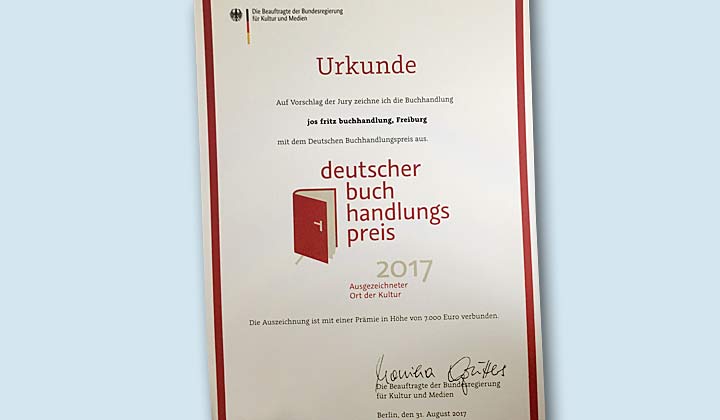 Die Beauftragte der Bundesregierung
für Kultur und Medien
Urkunde
Auf Vorschlag der Jury zeichne ich die Buchhandlung
jos fritz buchhandlung, Freiburg
mit dem Deutschen Buchhandlungspreis aus.
deutscher
buch
handlungs
preis
2017
Ausgezeichneter
Ort der Kultur
Die Auszeichnung ist mit einer Prämie in Höhe von 7.000 Euro verbunden.
Monika Grütters
Die Beauftragte der Bundesregierung
für Kultur und Medien
Berlin, den 31. August 2017